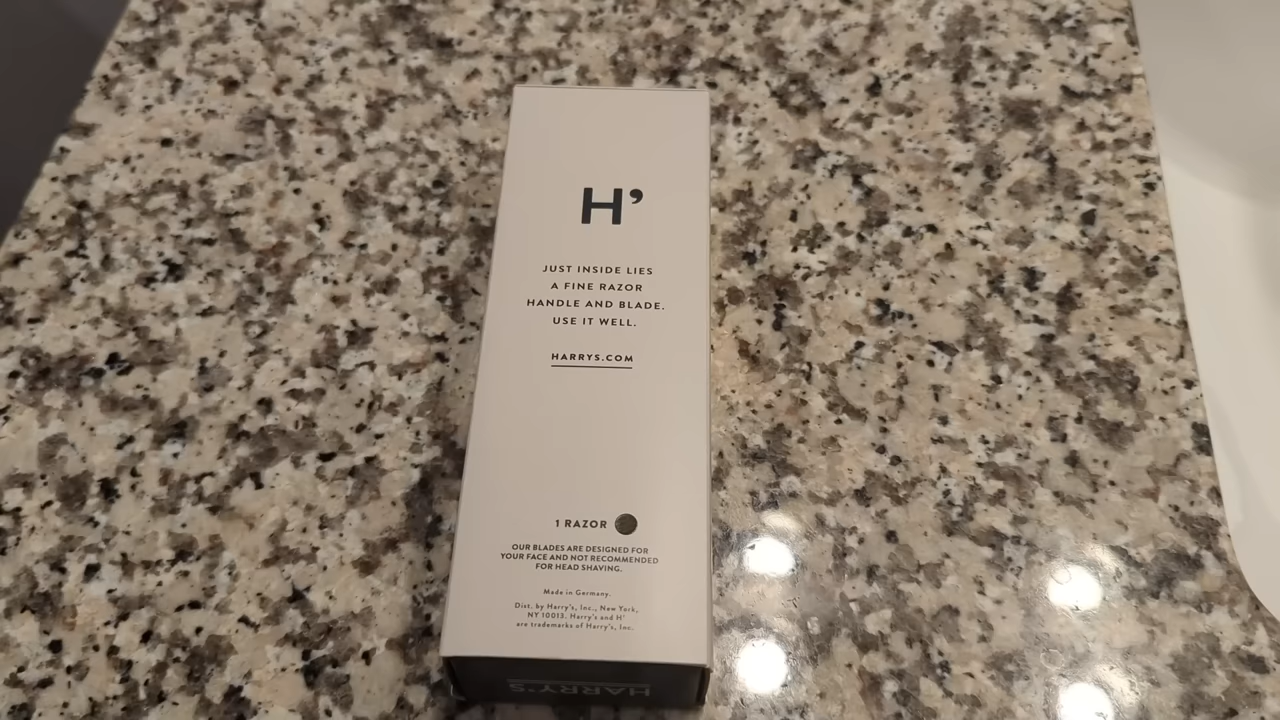 H’
JUST INSIDE LIES
A FINE RAZOR
HANDLE AND BLADE.
USE IT WELL.
HARRYS.COM
1 RAZOR
OUR BLADES ARE DESIGNED FOR
YOUR FACE AND NOT RECOMMENDED
FOR HEAD SHAVING.
Made in Germany.
Dist. by Harry's, Inc., New York,
NY 10013. Harry's and H'
are trademarks of Harry's, Inc.
HARRY'S